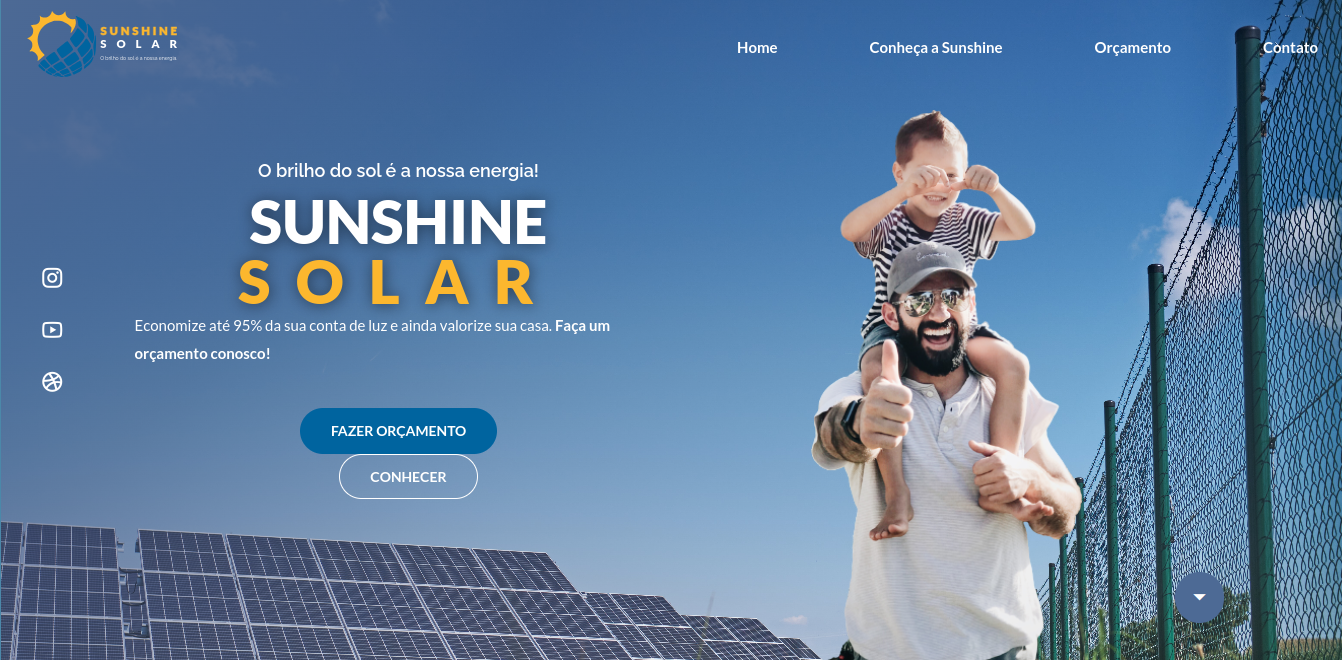 SUNSHINE
SOLAR
O brilho do sol é a nossa energia
Home
Conheça a Sunshine
Orçamento
Contato
O brilho do sol é a nossa energia!
SUNSHINE
SOLAR
Economize até 95% da sua conta de luz e ainda valorize sua casa. Faça um
orçamento conosco!
FAZER ORÇAMENTO
CONHECER